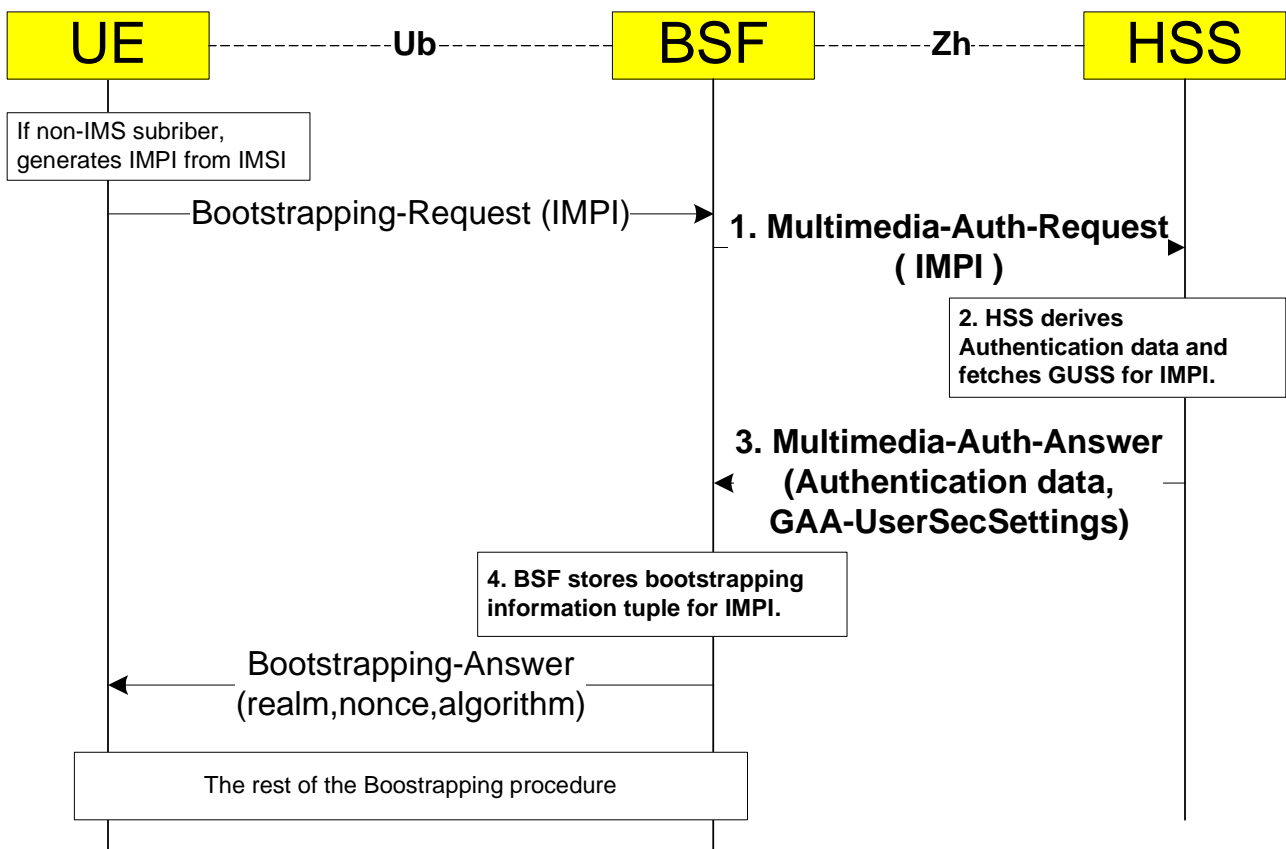 UE
Ub
BSF
Zh
HSS
If non-IMS subriber,
generates IMPI from IMSI
Bootstrapping-Request (IMPI)
1. Multimedia-Auth-Request
( IMPI )
2. HSS derives
Authentication data and
fetches GUSS for IMPI.
3. Multimedia-Auth-Answer
(Authentication data,
GAA-UserSecSettings)
4. BSF stores bootstrapping
information tuple for IMPI.
Bootstrapping-Answer
(realm,nonce,algorithm)
The rest of the Boostrapping procedure